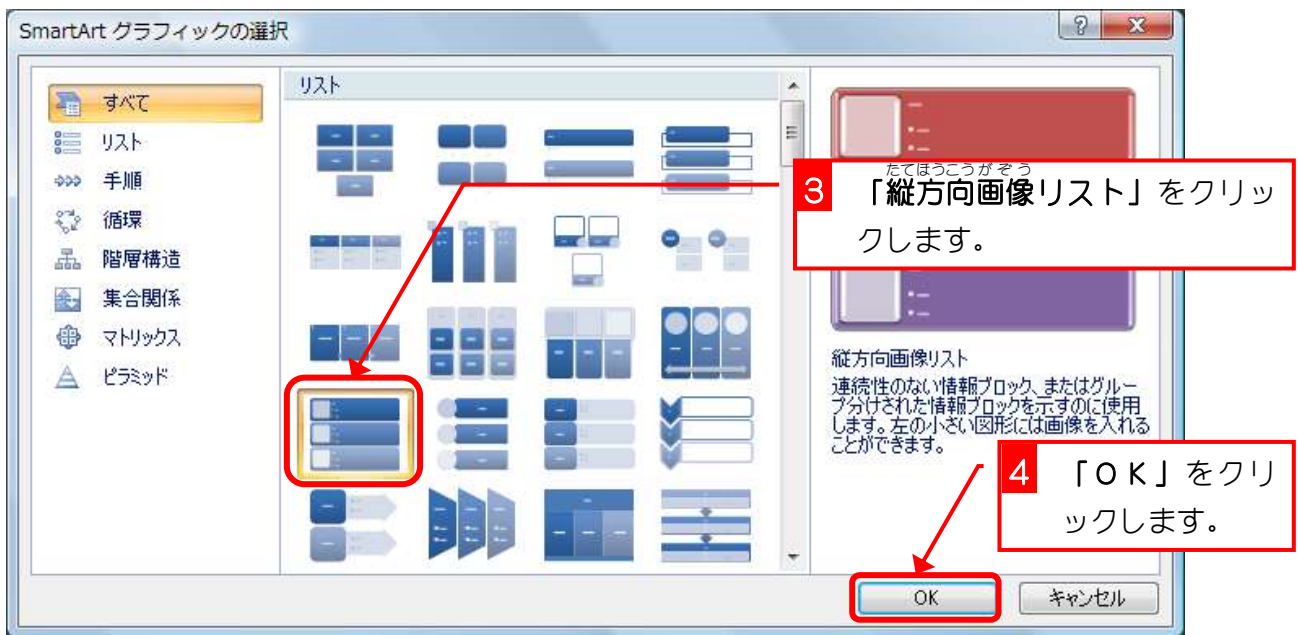 SmartArt グラフィックの選択
すべて
リスト
手順
循環
階層構造
集合関係
マトリックス
ピラミッド
リスト
3
たてほうこうがぞう
「縦方向画像リスト」をクリッ
クします。
縦方向画像リスト
連続性のない情報ブロック、またはグルー
プ分けされた情報ブロックを示すのに使用
します。左の小さい図形には画像を入れる
ことができます。
4
「ＯＫ」をクリ
ックします。
OK
キャンセル